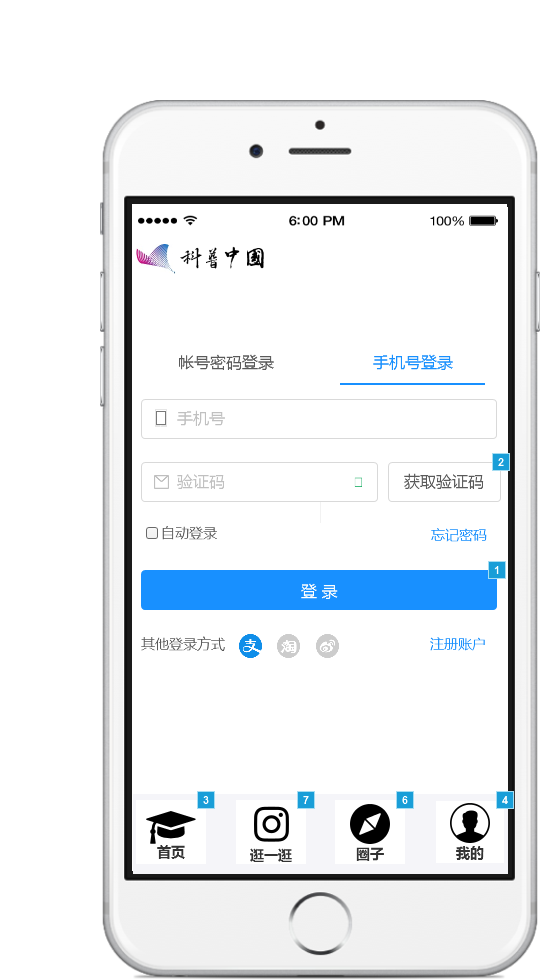 6:00 PM 100%
科普中國
帐号密码登录 手机号登录
手机号
验证码 获取验证码 2
自动登录 忘记密码
1
登 录
其他登录方式 支 淘 注册账户
3 7 6 4
首页 逛一逛 圈子 我的